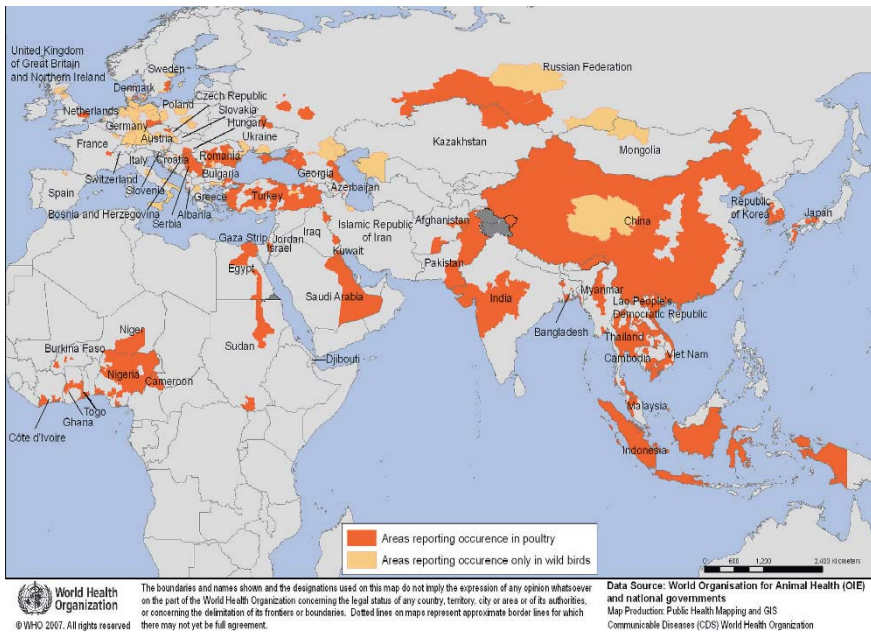 United Kingdom
of Great Britain
and Northern Ireland
Sweden
Denmark
Netherlands
Poland
Czech Republic
Slovakia
Hungary
Ukraine
Germany
France
Austria
Italy
Croatia
Romania
Switzerland
Slovenia
Bulgaria
Spain
Bosnia and Herzegovina
Serbia
Albania
Greece
Turkey
Georgia
Azerbaijan
Russian Federation
Kazakhstan
Mongolia
China
Republic
of Korea
Japan
Gaza Strip
Jordan
Israel
Iraq
Kuwait
Islamic Republic
of Iran
Afghanistan
Pakistan
Egypt
Saudi Arabia
India
Bangladesh
Myanmar
Lao People's
Democratic Republic
Thailand
Cambodia
Viet Nam
Sudan
Djibouti
Niger
Burkina Faso
Nigeria
Cameroon
Togo
Ghana
Côte d'Ivoire
Malaysia
Indonesia
Areas reporting occurence in poultry
Areas reporting occurence only in wild birds
0 600 1,200 2,400 Kilometers
World Health
Organization
© WHO 2007. All rights reserved
The boundaries and names shown and the designations used on this map do not imply the expression of any opinion whatsoever
on the part of the World Health Organization concerning the legal status of any country, territory, city or area or of its authorities,
or concerning the delimitation of its frontiers or boundaries. Dotted lines on maps represent approximate border lines for which
there may not yet be full agreement.
Data Source: World Organisation for Animal Health (OIE)
and national governments
Map Production: Public Health Mapping and GIS
Communicable Diseases (CDS) World Health Organization